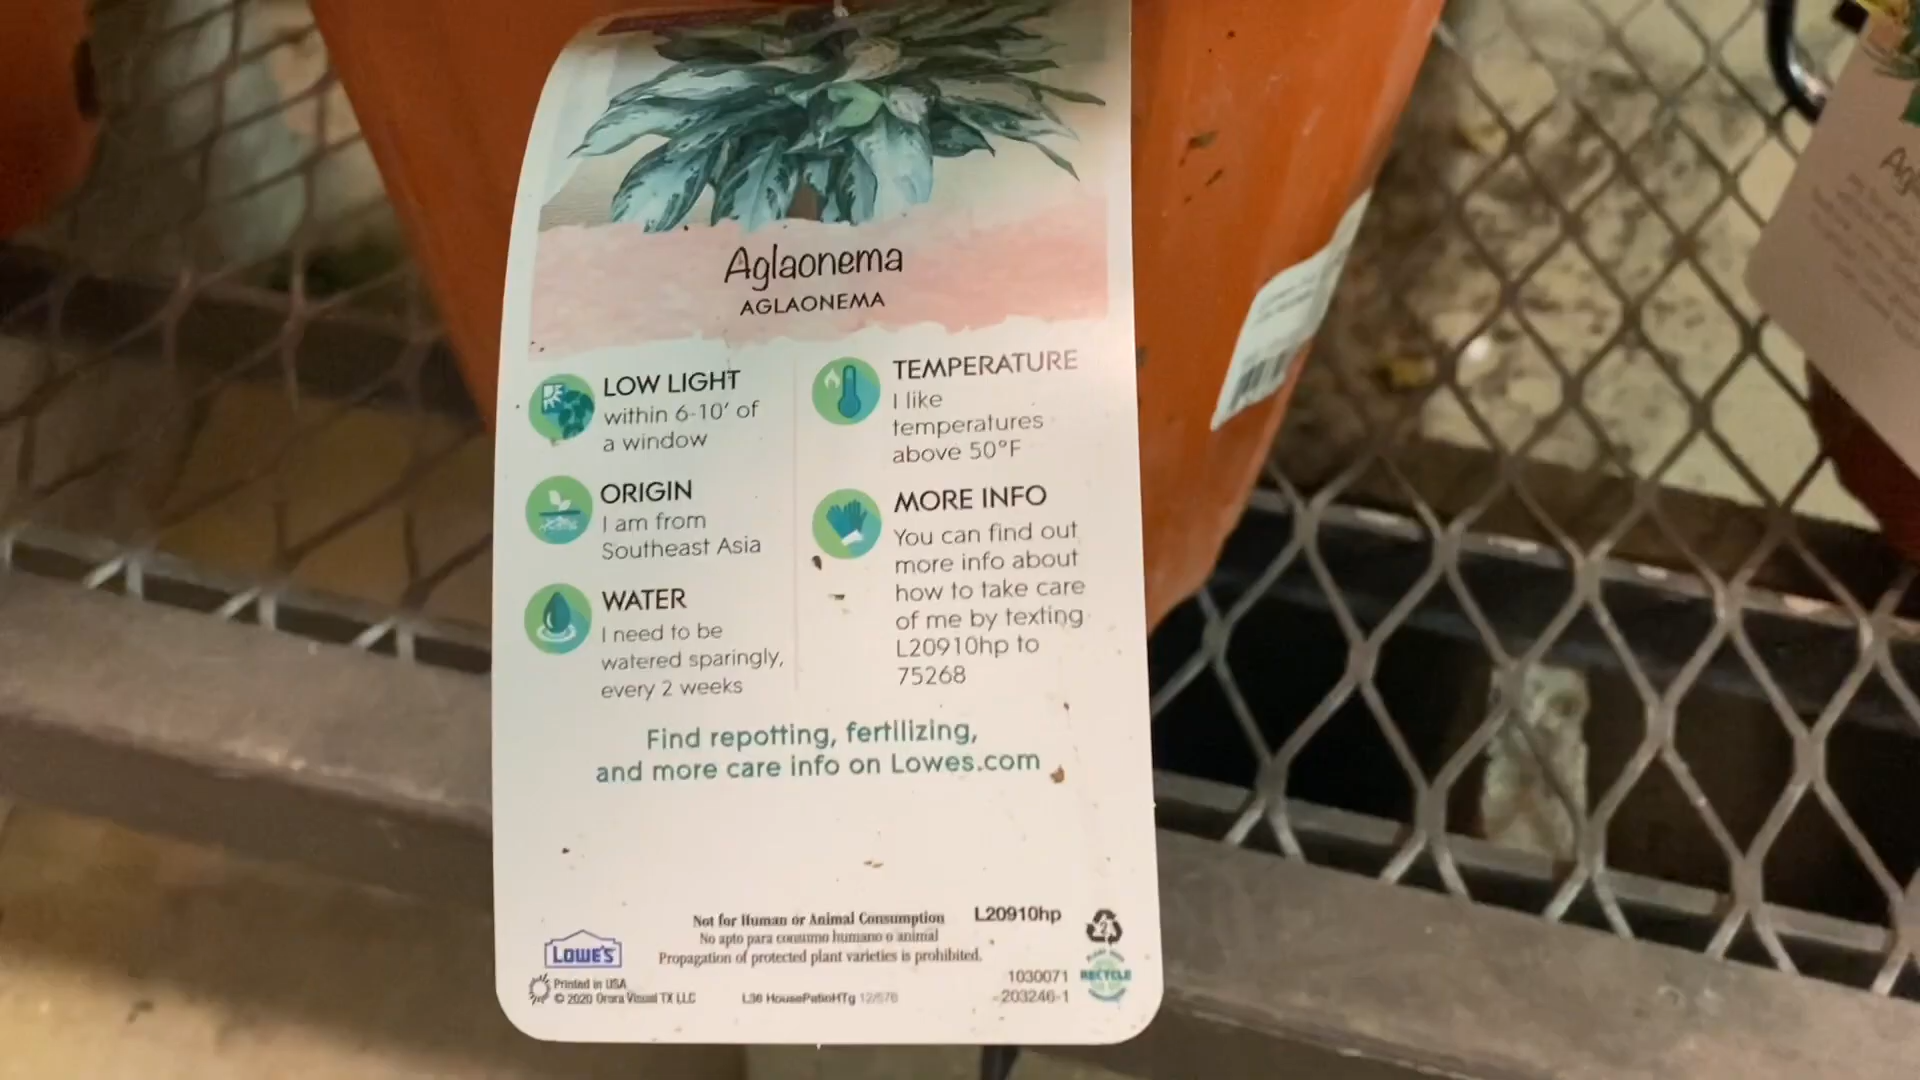 Aglaonema
AGLAONEMA
LOW LIGHT
within 6-10' of
a window
ORIGIN
I am from
Southeast Asia
WATER
I need to be
watered sparingly,
every 2 weeks
TEMPERATURE
I like
temperatures
above 50°F
MORE INFO
You can find out
more info about
how to take care
of me by texting
L20910hp to
75268
Find repotting, fertilizing,
and more care info on Lowes.com
Not for Human or Animal Consumption
No apto para consumo humano o animal
Propagation of protected plant varieties is prohibited.
L20910hp
LOWE'S
Printed in USA
© 2020 Orora Visual TX LLC
L36 HousePatioHTg
1030071
-203246-1
2
RECYCLE